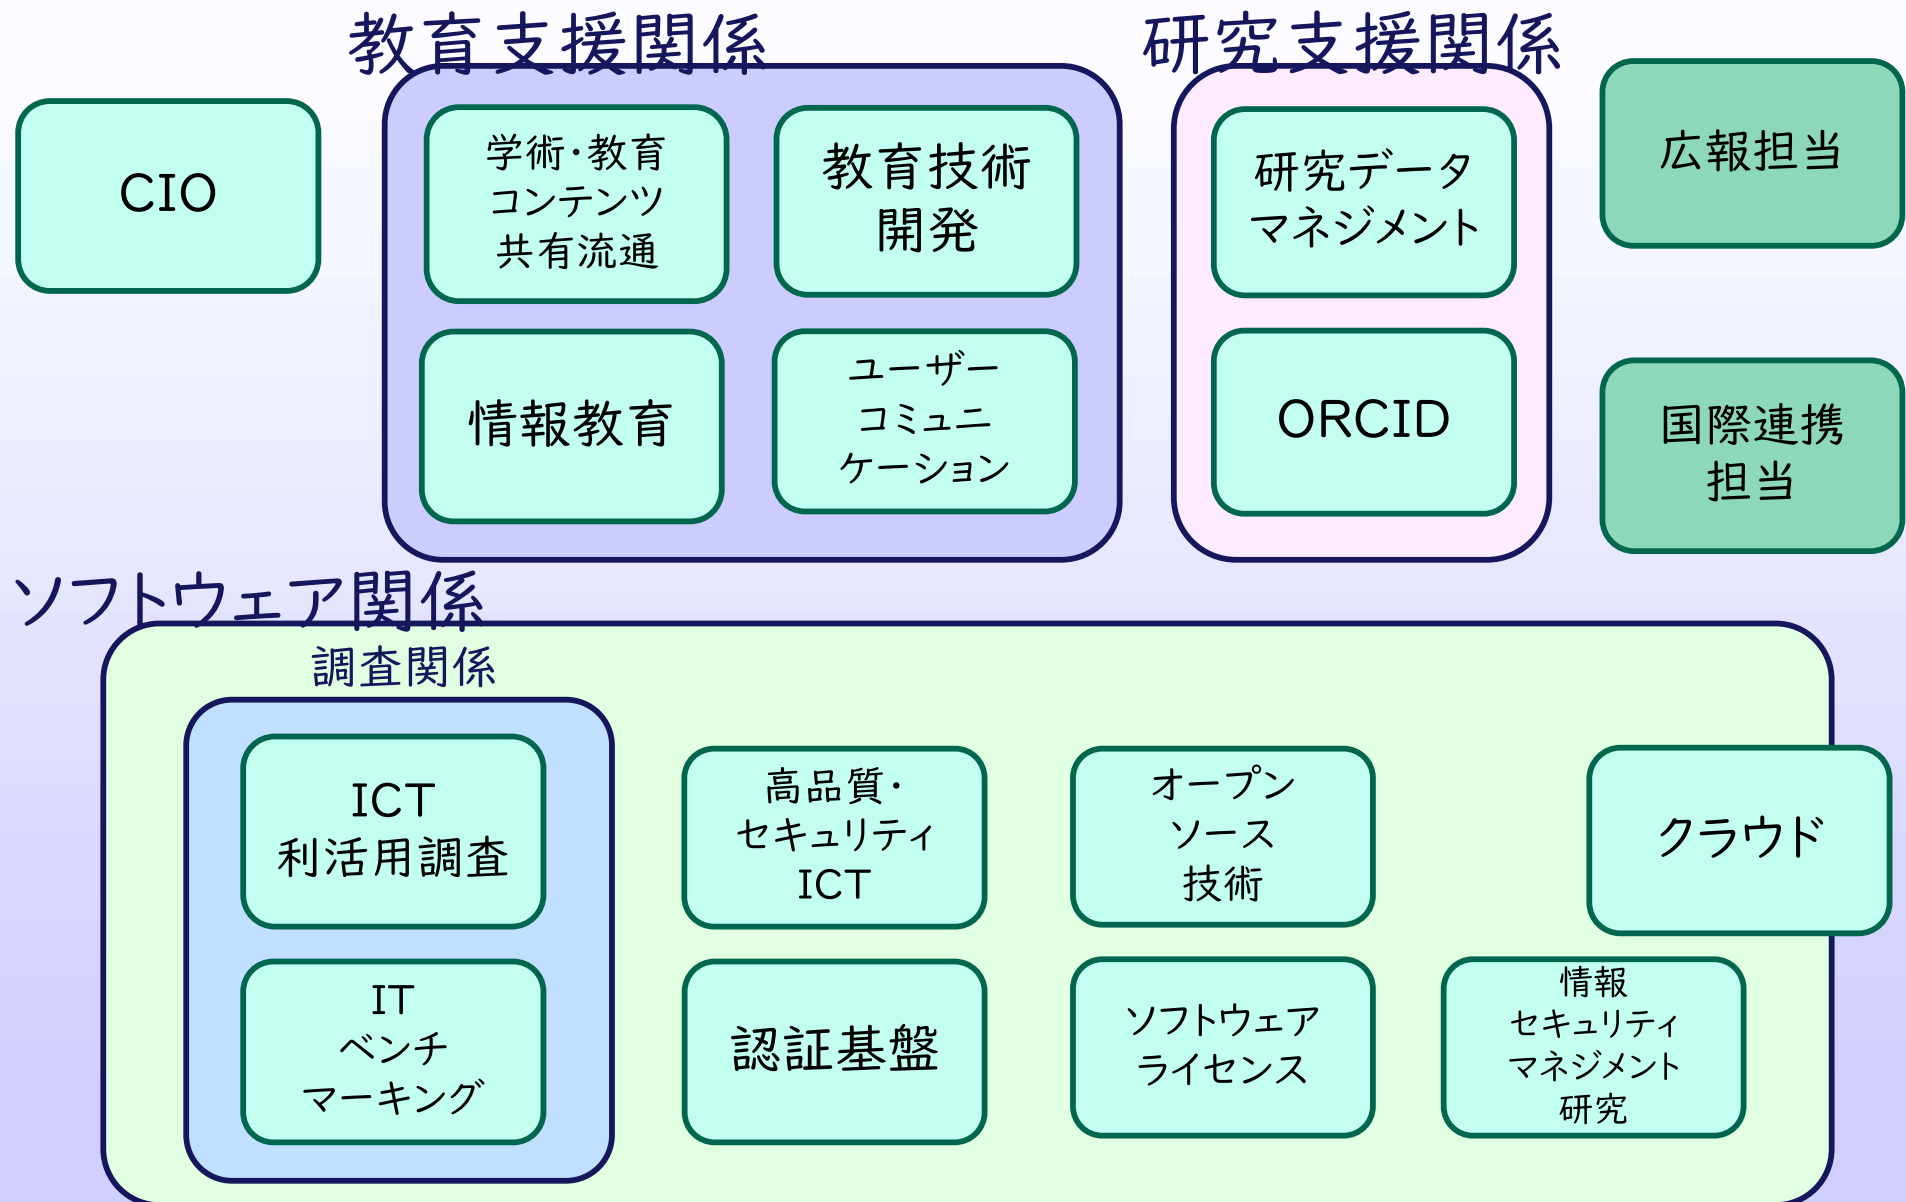 教育支援関係
研究支援関係
CIO
学術・教育
コンテンツ
共有流通
教育技術
開発
情報教育
ユーザー
コミュニ
ケーション
研究データ
マネジメント
ORCID
広報担当
国際連携
担当
ソフトウェア関係
調査関係
ICT
利活用調査
IT
ベンチ
マーキング
高品質・
セキュリティ
ICT
認証基盤
オープン
ソース
技術
ソフトウェア
ライセンス
クラウド
情報
セキュリティ
マネジメント
研究